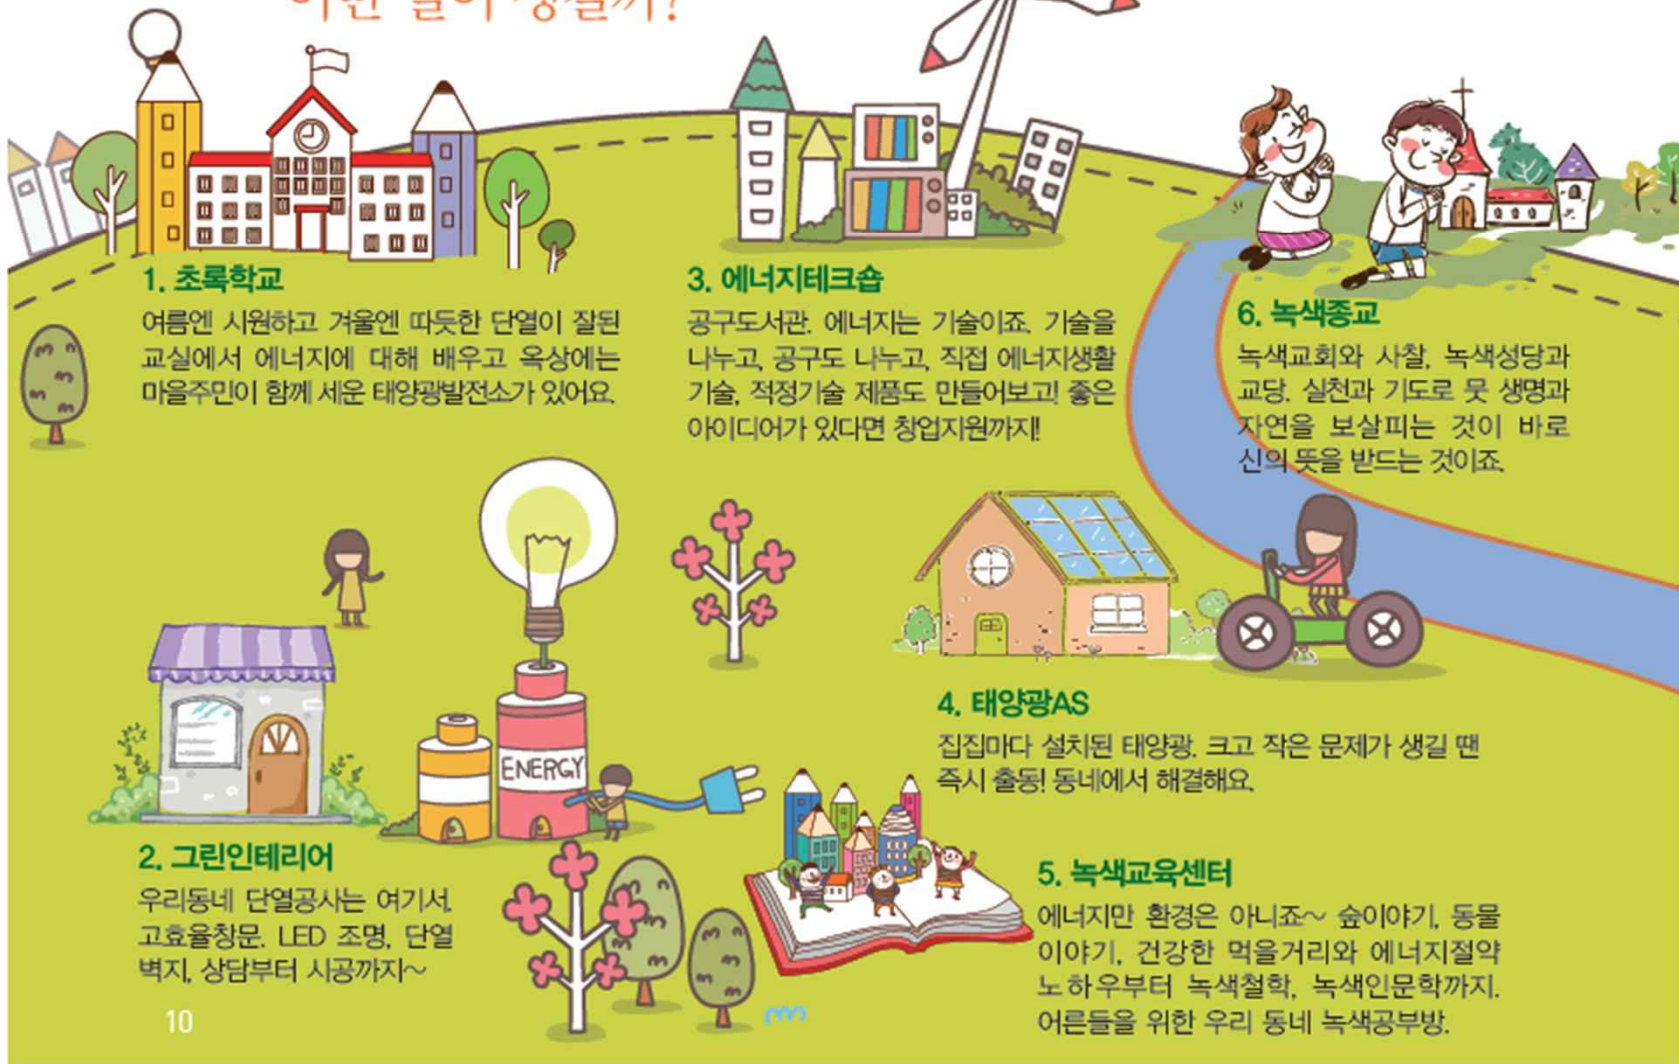 1. 초록학교
여름엔 시원하고 겨울엔 따듯한 단열이 잘된
교실에서 에너지에 대해 배우고 옥상에는
마을주민이 함께 세운 태양광발전소가 있어요.
2. 그린인테리어
우리동네 단열공사는 여기서.
고효율창문. LED 조명, 단열
벽지, 상담부터 시공까지~
ENERGY
3. 에너지테크숍
공구도서관. 에너지는 기술이죠. 기술을
나누고, 공구도 나누고, 직접 에너지생활
기술, 적정기술 제품도 만들어보고! 좋은
아이디어가 있다면 창업지원까지!
4. 태양광AS
집집마다 설치된 태양광. 크고 작은 문제가 생길 땐
즉시 출동! 동네에서 해결해요.
5. 녹색교육센터
에너지만 환경은 아니죠~ 숲이야기, 동물
이야기, 건강한 먹을거리와 에너지절약
노하우부터 녹색철학, 녹색인문학까지.
어른들을 위한 우리 동네 녹색공부방.
6. 녹색종교
녹색교회와 사찰, 녹색성당과
교당. 실천과 기도로 뭇 생명과
자연을 보살피는 것이 바로
신의 뜻을 받드는 것이죠.
10